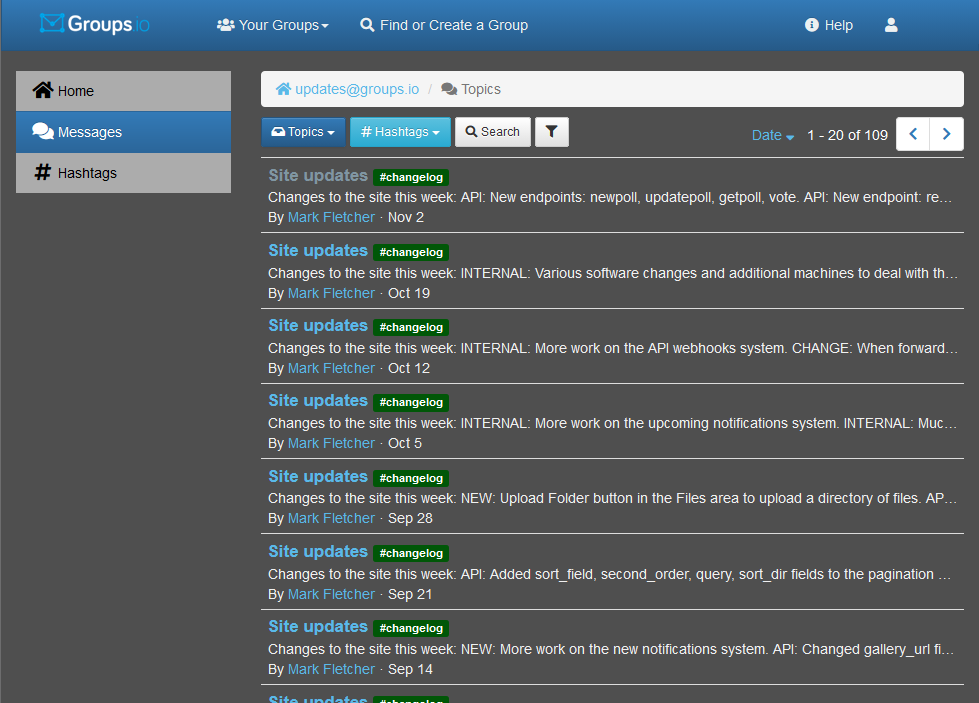 Groups.io
Your Groups
Find or Create a Group
Help
Home
Messages
Hashtags
updates@groups.io / Topics
Topics
# Hashtags
Search
Date
1 - 20 of 109
Site updates #changelog
Changes to the site this week: API: New endpoints: newpoll, updatepoll, getpoll, vote. API: New endpoint: re…
By Mark Fletcher · Nov 2
Site updates #changelog
Changes to the site this week: INTERNAL: Various software changes and additional machines to deal with th…
By Mark Fletcher · Oct 19
Site updates #changelog
Changes to the site this week: INTERNAL: More work on the API webhooks system. CHANGE: When forward…
By Mark Fletcher · Oct 12
Site updates #changelog
Changes to the site this week: INTERNAL: More work on the upcoming notifications system. INTERNAL: Muc…
By Mark Fletcher · Oct 5
Site updates #changelog
Changes to the site this week: NEW: Upload Folder button in the Files area to upload a directory of files. AP…
By Mark Fletcher · Sep 28
Site updates #changelog
Changes to the site this week: API: Added sort_field, second_order, query, sort_dir fields to the pagination …
By Mark Fletcher · Sep 21
Site updates #changelog
Changes to the site this week: NEW: More work on the new notifications system. API: Changed gallery_url fi…
By Mark Fletcher · Sep 14
Site updates #changelog